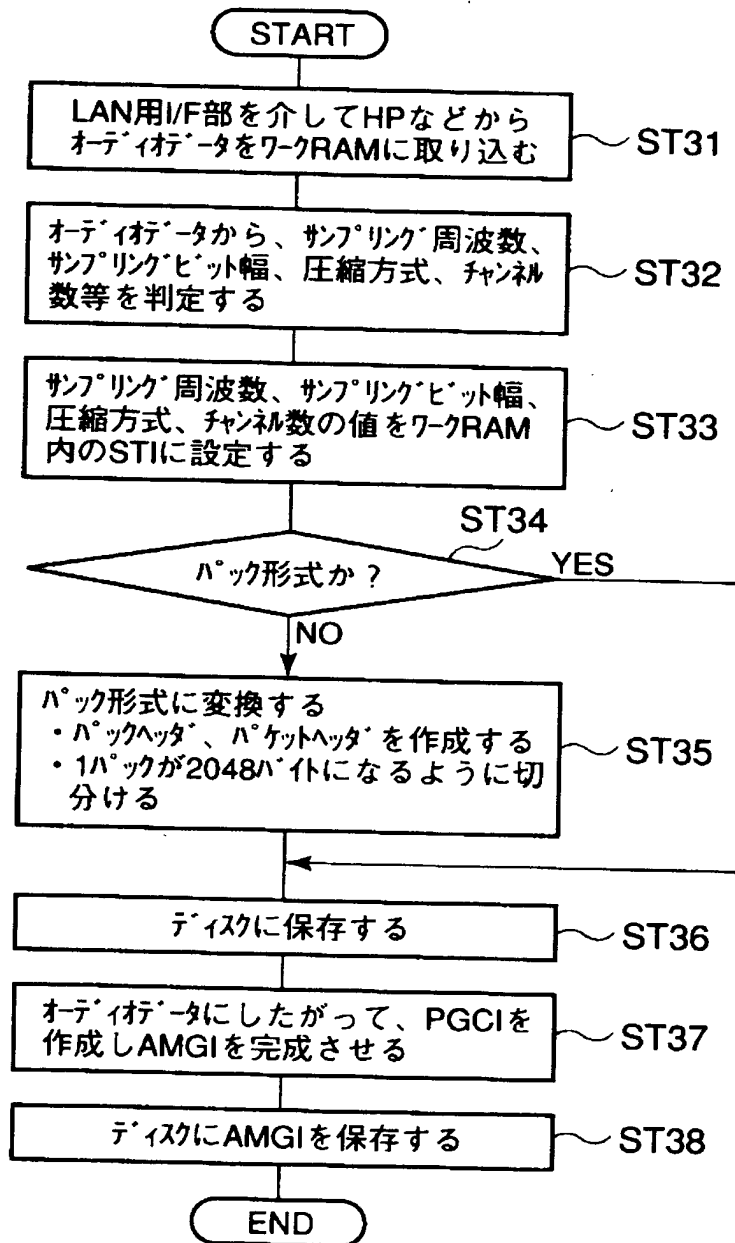 START
LAN用I/F部を介してHPなどから
ｵｰﾃﾞｨｵﾃﾞｰﾀをﾜｰｸRAMに取り込む
ST31
ｵｰﾃﾞｨｵﾃﾞｰﾀから、ｻﾝﾌﾟﾘﾝｸﾞ周波数、
ｻﾝﾌﾟﾘﾝｸﾞﾋﾞｯﾄ幅、圧縮方式、ﾁｬﾝﾈﾙ
数等を判定する
ST32
ｻﾝﾌﾟﾘﾝｸﾞ周波数、ｻﾝﾌﾟﾘﾝｸﾞﾋﾞｯﾄ幅、
圧縮方式、ﾁｬﾝﾈﾙ数の値をﾜｰｸRAM
内のSTIに設定する
ST33
ST34
ﾊﾟｯｸ形式か？
YES
NO
ﾊﾟｯｸ形式に変換する
・ﾊﾟｯｸﾍｯﾀﾞ、ﾊﾟｹｯﾄﾍｯﾀﾞを作成する
・1ﾊﾟｯｸが2048ﾊﾞｲﾄになるように切
分ける
ST35
ﾃﾞｨｽｸに保存する
ST36
ｵｰﾃﾞｨｵﾃﾞｰﾀにしたがって、PGCIを
作成しAMGIを完成させる
ST37
ﾃﾞｨｽｸにAMGIを保存する
ST38
END